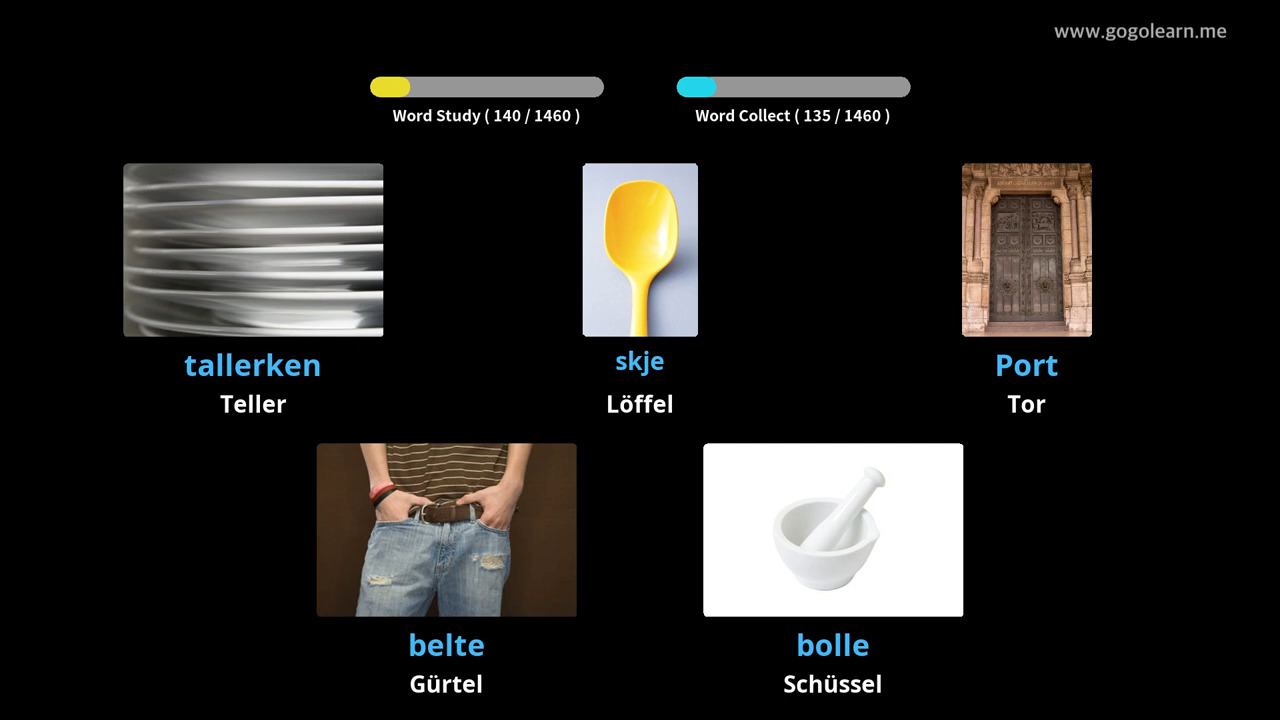 www.gogolearn.me
Word Study ( 140 / 1460 )
Word Collect ( 135 / 1460 )
tallerken
Teller
skje
Löffel
Port
Tor
belte
Gürtel
bolle
Schüssel